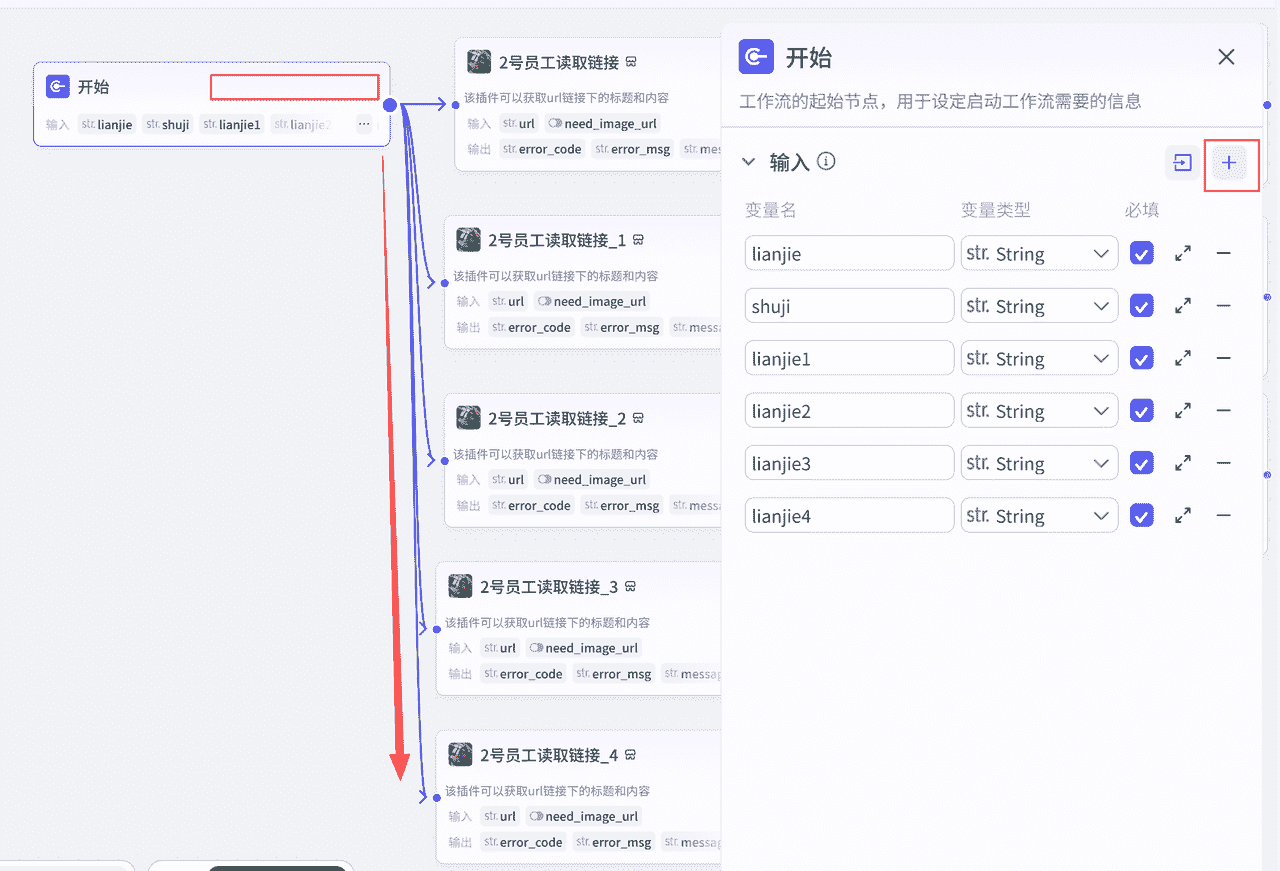 开始
输入 str. lianjie str. shuji str. lianjie1 str. lianjie2 ...
2号员工读取链接
该插件可以获取url链接下的标题和内容
输入 str. url need_image_url
输出 str. error_code str. error_msg str. mes
2号员工读取链接_1
该插件可以获取url链接下的标题和内容
输入 str. url need_image_url
输出 str. error_code str. error_msg str. messa
2号员工读取链接_2
该插件可以获取url链接下的标题和内容
输入 str. url need_image_url
输出 str. error_code str. error_msg str. messa
2号员工读取链接_3
该插件可以获取url链接下的标题和内容
输入 str. url need_image_url
输出 str. error_code str. error_msg str. messag
2号员工读取链接_4
该插件可以获取url链接下的标题和内容
输入 str. url need_image_url
输出 str. error_code str. error_msg str. messag
开始
工作流的起始节点，用于设定启动工作流需要的信息
输入
变量名 变量类型 必填
lianjie str. String
shuji str. String
lianjie1 str. String
lianjie2 str. String
lianjie3 str. String
lianjie4 str. String